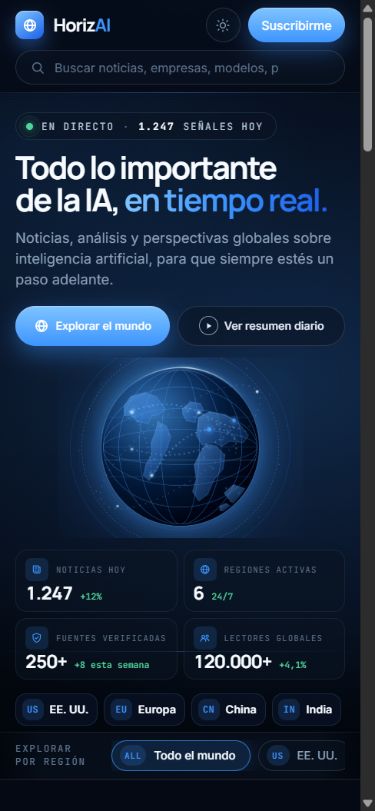 HorizAI
Suscribirme
Buscar noticias, empresas, modelos, p
EN DIRECTO · 1.247 SEÑALES HOY
Todo lo importante
de la IA, en tiempo real.
Noticias, análisis y perspectivas globales sobre
inteligencia artificial, para que siempre estés un
paso adelante.
Explorar el mundo
Ver resumen diario
NOTICIAS HOY
1.247 +12%
REGIONES ACTIVAS
6 24/7
FUENTES VERIFICADAS
250+ +8 esta semana
LECTORES GLOBALES
120.000+ +4,1%
US EE. UU.
EU Europa
CN China
IN India
EXPLORAR
POR REGIÓN
ALL Todo el mundo
US EE. UU.